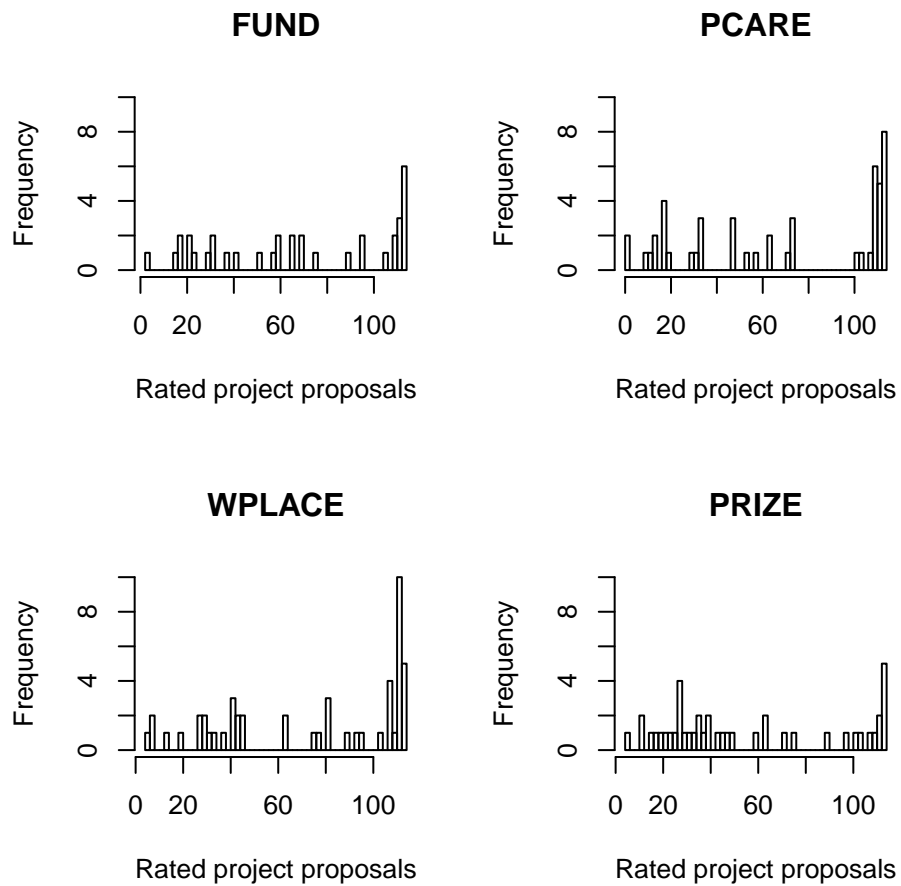 FUND
Frequency
0 4 8
0 20 60 100
Rated project proposals
PCARE
Frequency
0 4 8
0 20 60 100
Rated project proposals
WPLACE
Frequency
0 4 8
0 20 60 100
Rated project proposals
PRIZE
Frequency
0 4 8
0 20 60 100
Rated project proposals